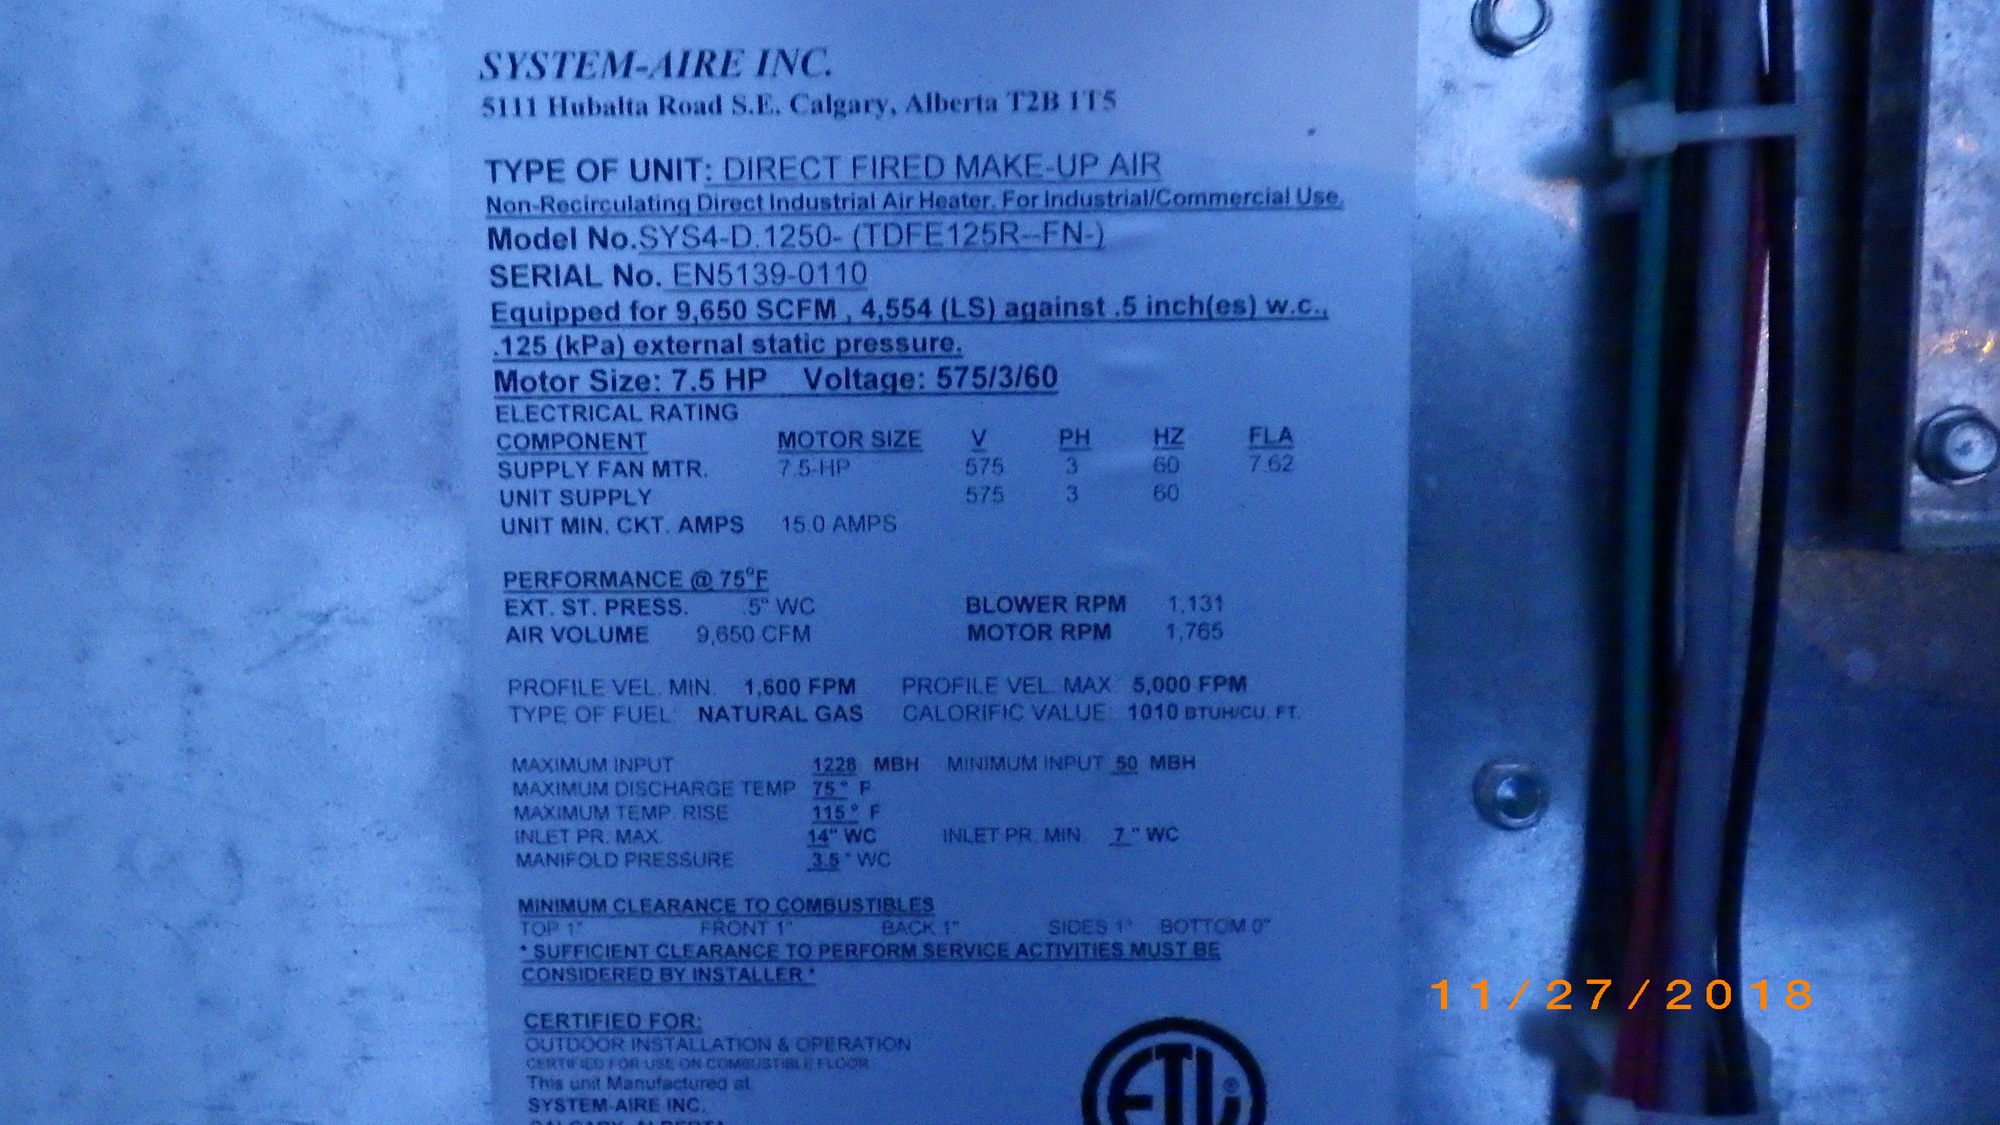 SYSTEM-AIRE INC.
5111 Hubalta Road S.E. Calgary, Alberta T2B 1T5
TYPE OF UNIT: DIRECT FIRED MAKE-UP AIR
Non-Recirculating Direct Industrial Air Heater. For Industrial/Commercial Use.
Model No.SYS4-D.1250- (TDFE125R--FN-)
SERIAL No. EN5139-0110
Equipped for 9,650 SCFM , 4,554 (LS) against .5 inch(es) w.c.,
.125 (kPa) external static pressure.
Motor Size: 7.5 HP Voltage: 575/3/60
ELECTRICAL RATING
COMPONENT MOTOR SIZE V PH HZ FLA
SUPPLY FAN MTR. 7.5-HP 575 3 60 7.62
UNIT SUPPLY 575 3 60
UNIT MIN. CKT. AMPS 15.0 AMPS
PERFORMANCE @ 75°F
EXT. ST. PRESS. .5" WC BLOWER RPM 1,131
AIR VOLUME 9,650 CFM MOTOR RPM 1,765
PROFILE VEL. MIN. 1,600 FPM PROFILE VEL. MAX: 5,000 FPM
TYPE OF FUEL: NATURAL GAS CALORIFIC VALUE: 1010 BTUH/CU. FT.
MAXIMUM INPUT 1228 MBH MINIMUM INPUT 50 MBH
MAXIMUM DISCHARGE TEMP 75° F
MAXIMUM TEMP. RISE 115° F
INLET PR. MAX. 14" WC INLET PR. MIN. 7" WC
MANIFOLD PRESSURE 3.5" WC
MINIMUM CLEARANCE TO COMBUSTIBLES
TOP 1" FRONT 1" BACK 1" SIDES 1" BOTTOM 0"
* SUFFICIENT CLEARANCE TO PERFORM SERVICE ACTIVITIES MUST BE
CONSIDERED BY INSTALLER *
CERTIFIED FOR:
OUTDOOR INSTALLATION & OPERATION
CERTIFIED FOR USE ON COMBUSTIBLE FLOOR
This unit Manufactured at:
SYSTEM-AIRE INC.
CALGARY, ALBERTA
ETL ®
11/27/2018